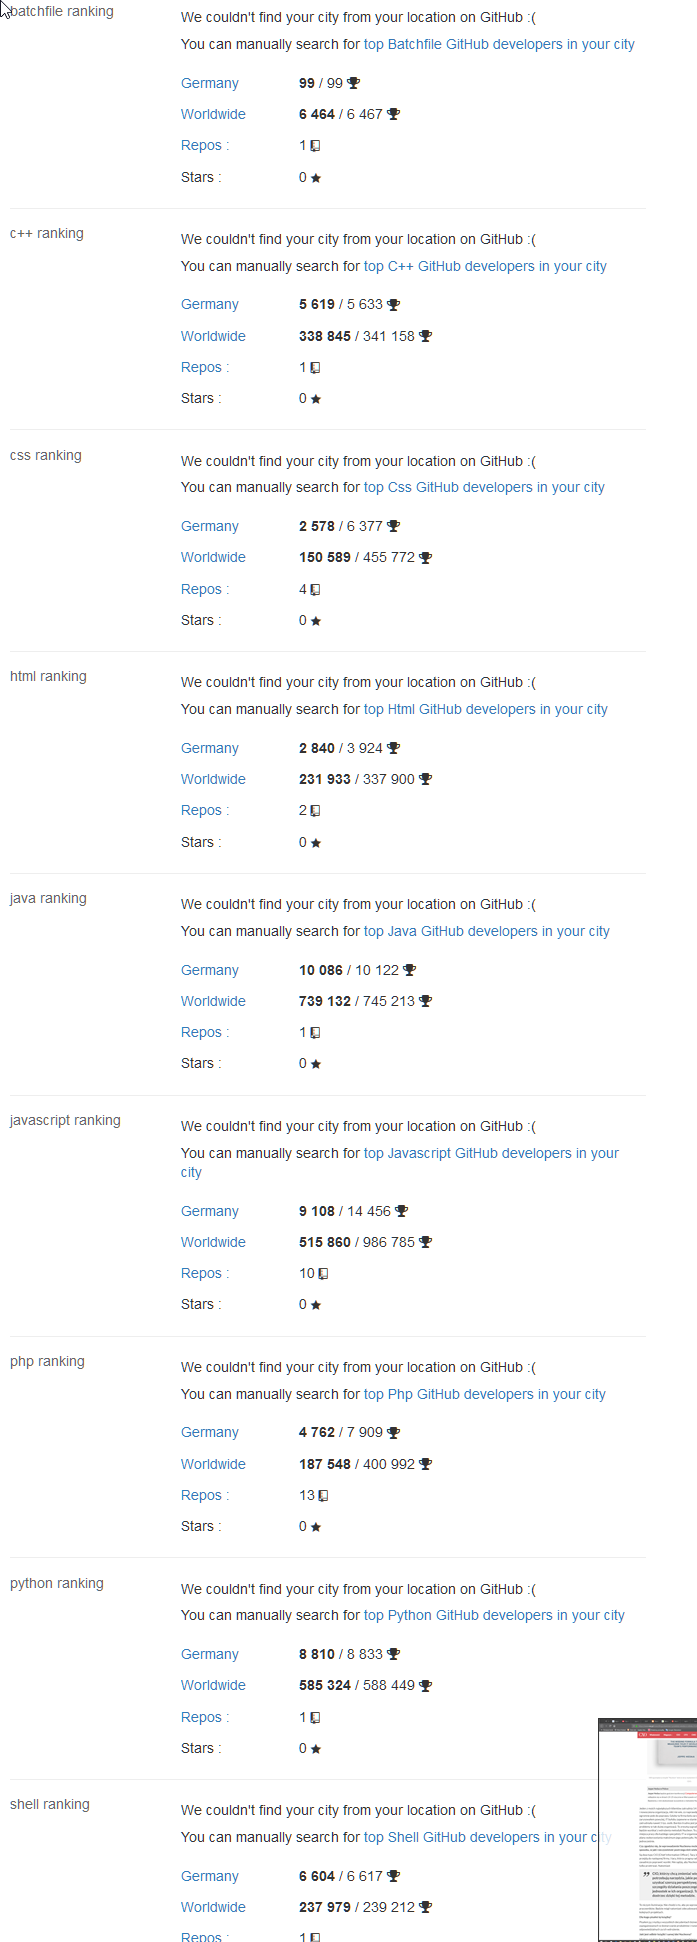 batchfile ranking
We couldn't find your city from your location on GitHub :(
You can manually search for top Batchfile GitHub developers in your city
Germany 99 / 99
Worldwide 6 464 / 6 467
Repos : 1
Stars : 0
c++ ranking
We couldn't find your city from your location on GitHub :(
You can manually search for top C++ GitHub developers in your city
Germany 5 619 / 5 633
Worldwide 338 845 / 341 158
Repos : 1
Stars : 0
css ranking
We couldn't find your city from your location on GitHub :(
You can manually search for top Css GitHub developers in your city
Germany 2 578 / 6 377
Worldwide 150 589 / 455 772
Repos : 4
Stars : 0
html ranking
We couldn't find your city from your location on GitHub :(
You can manually search for top Html GitHub developers in your city
Germany 2 840 / 3 924
Worldwide 231 933 / 337 900
Repos : 2
Stars : 0
java ranking
We couldn't find your city from your location on GitHub :(
You can manually search for top Java GitHub developers in your city
Germany 10 086 / 10 122
Worldwide 739 132 / 745 213
Repos : 1
Stars : 0
javascript ranking
We couldn't find your city from your location on GitHub :(
You can manually search for top Javascript GitHub developers in your
city
Germany 9 108 / 14 456
Worldwide 515 860 / 986 785
Repos : 10
Stars : 0
php ranking
We couldn't find your city from your location on GitHub :(
You can manually search for top Php GitHub developers in your city
Germany 4 762 / 7 909
Worldwide 187 548 / 400 992
Repos : 13
Stars : 0
python ranking
We couldn't find your city from your location on GitHub :(
You can manually search for top Python GitHub developers in your city
Germany 8 810 / 8 833
Worldwide 585 324 / 588 449
Repos : 1
Stars : 0
shell ranking
We couldn't find your city from your location on GitHub :(
You can manually search for top Shell GitHub developers in your city
Germany 6 604 / 6 617
Worldwide 237 979 / 239 212
Repos : 1